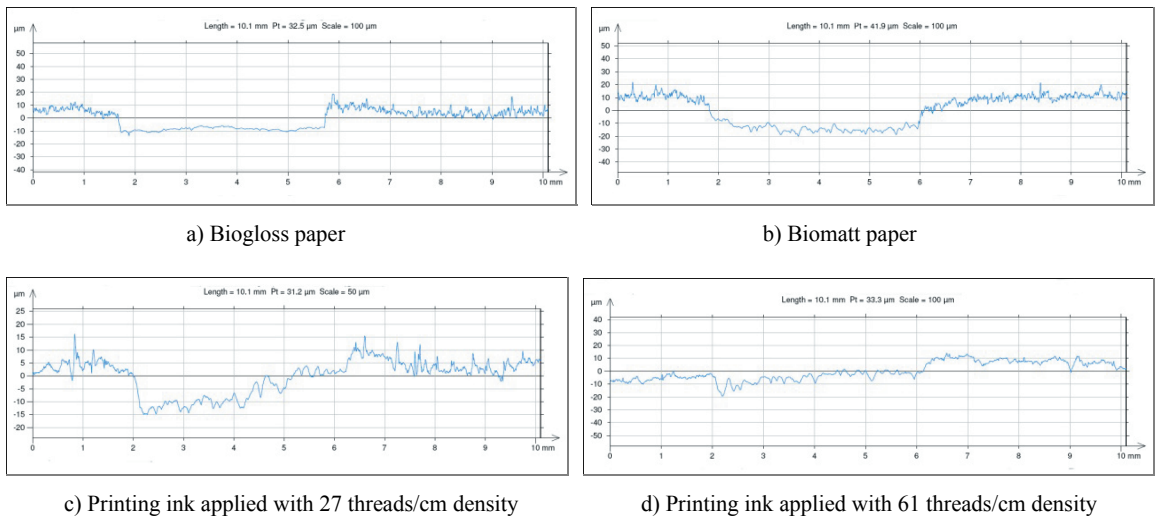 Length = 10.1 mm Pt = 32.5 µm Scale = 100 µm
µm
50
40
30
20
10
0
-10
-20
-30
-40
0 1 2 3 4 5 6 7 8 9 10 mm
a) Biogloss paper
Length = 10.1 mm Pt = 41.9 µm Scale = 100 µm
µm
50
40
30
20
10
0
-10
-20
-30
-40
0 1 2 3 4 5 6 7 8 9 10 mm
b) Biomatt paper
Length = 10.1 mm Pt = 31.2 µm Scale = 50 µm
µm
25
20
15
10
5
0
-5
-10
-15
-20
0 1 2 3 4 5 6 7 8 9 10 mm
c) Printing ink applied with 27 threads/cm density
Length = 10.1 mm Pt = 33.3 µm Scale = 100 µm
µm
40
30
20
10
0
-10
-20
-30
-40
-50
0 1 2 3 4 5 6 7 8 9 10 mm
d) Printing ink applied with 61 threads/cm density